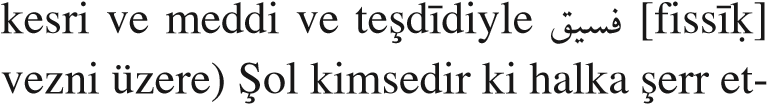 kesri ve meddi ve teşdīdiyle فسيق [fissīḳ]
vezni üzere) Şol kimsedir ki halka şerr et-